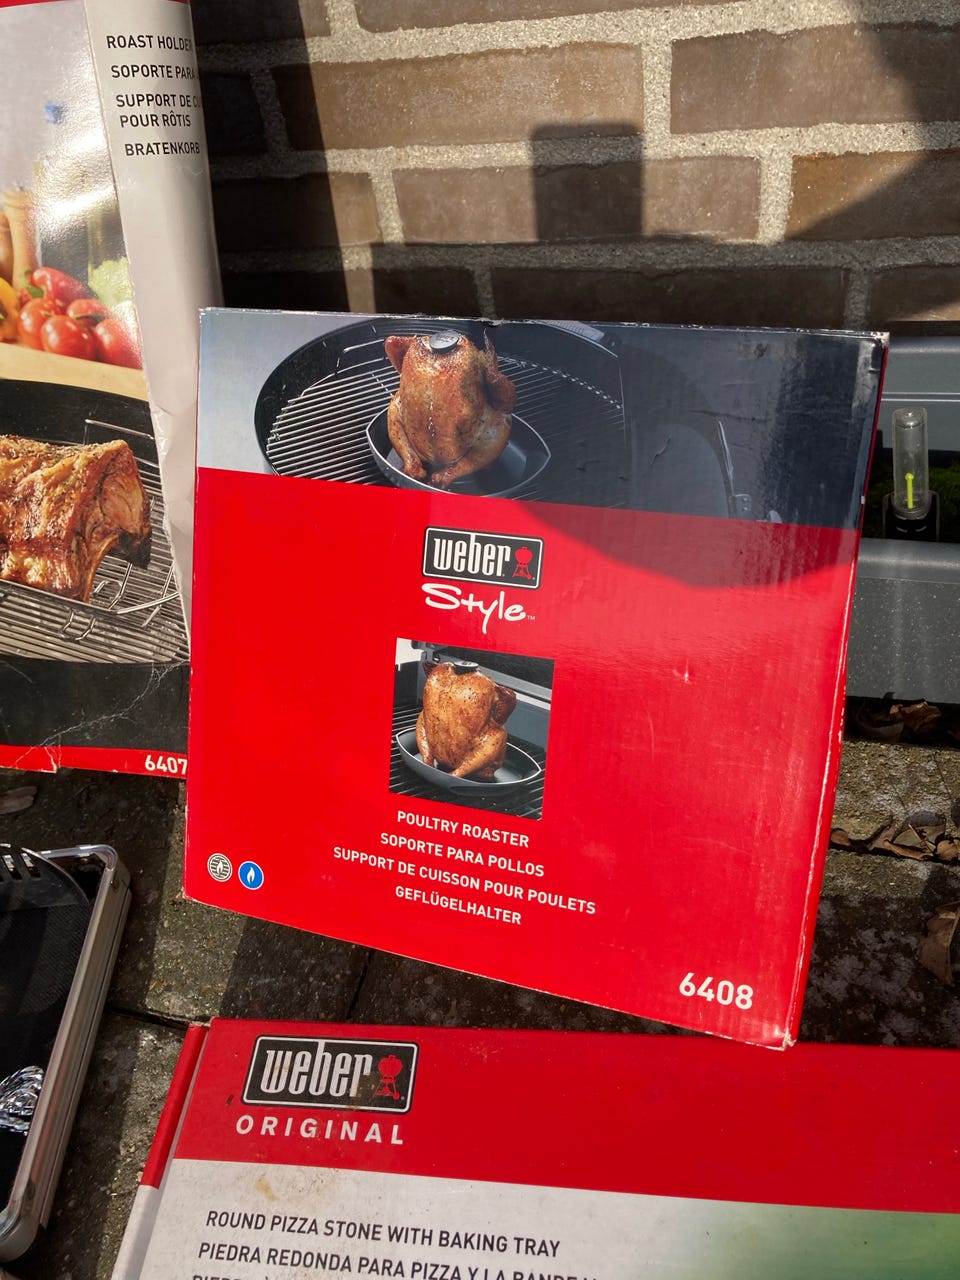 ROAST HOLDER
SOPORTE PARA
SUPPORT DE
POUR RÔTIS
BRATENKORB
6407
weber
Style™
POULTRY ROASTER
SOPORTE PARA POLLOS
SUPPORT DE CUISSON POUR POULETS
GEFLÜGELHALTER
6408
weber
ORIGINAL
ROUND PIZZA STONE WITH BAKING TRAY
PIEDRA REDONDA PARA PIZZA Y LA